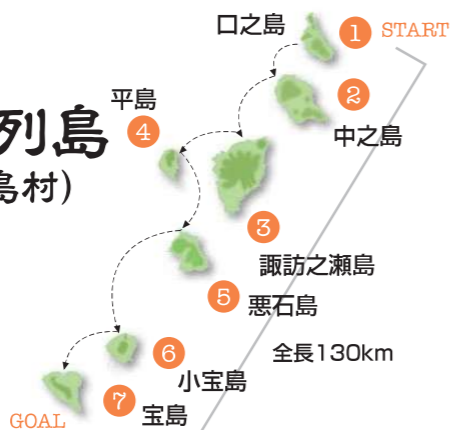 口之島
1 START
2
中之島
平島
4
列島
島村)
3
諏訪之瀬島
5 悪石島
全長130km
6
小宝島
7 宝島
GOAL